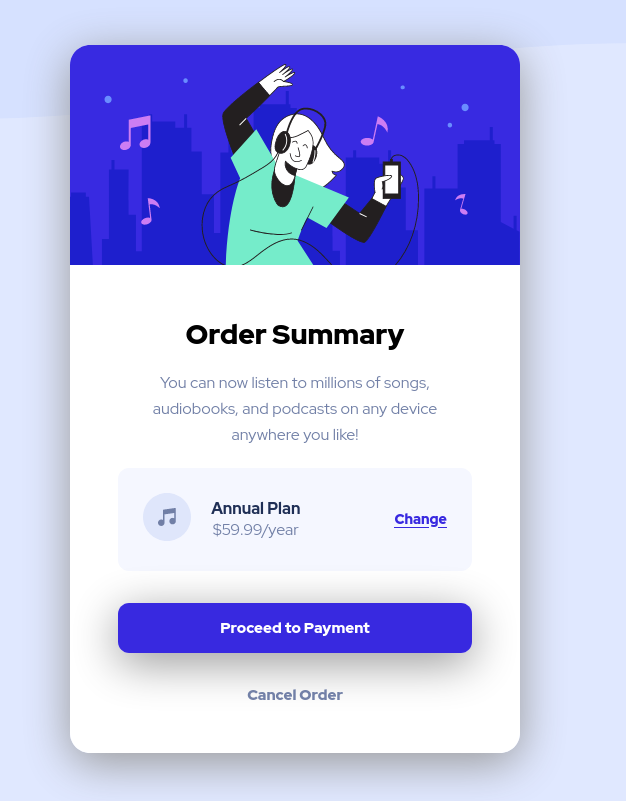 Order Summary
You can now listen to millions of songs,
audiobooks, and podcasts on any device
anywhere you like!
Annual Plan
$59.99/year
Change
Proceed to Payment
Cancel Order